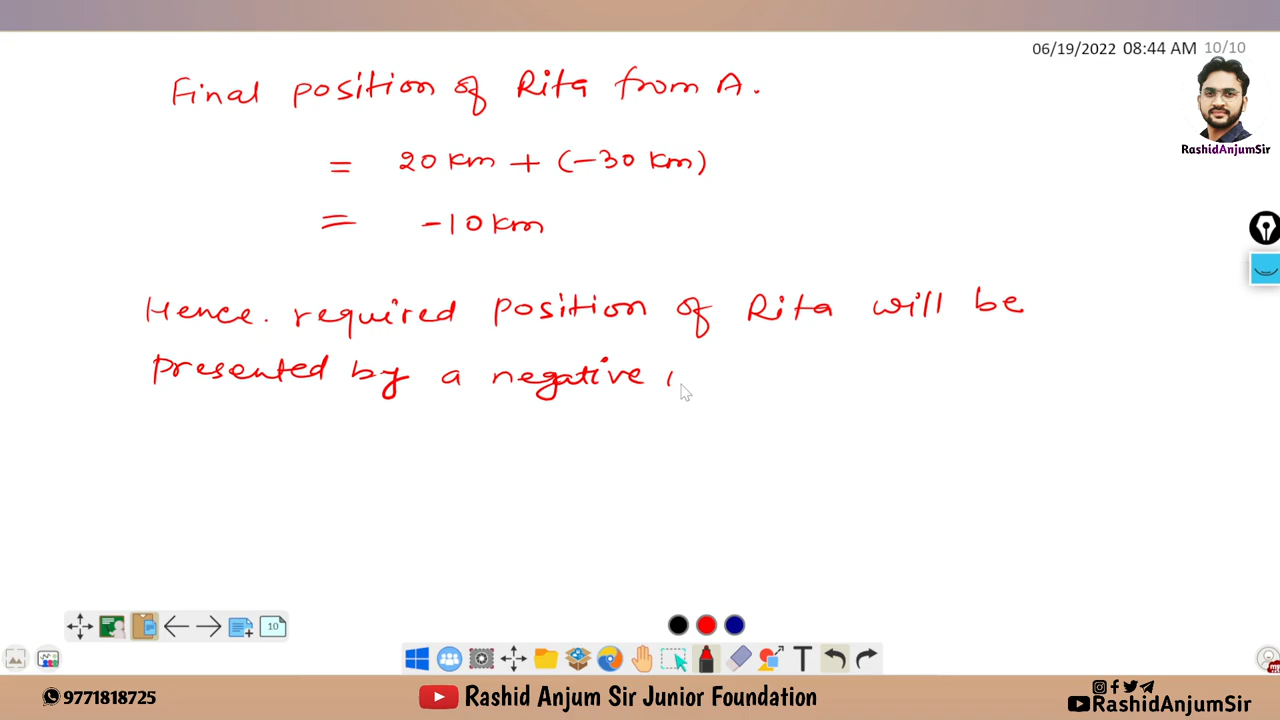 06/19/2022 08:44 AM 10/10
RashidAnjumSir
Final position of Rita from A.
= 20 km + (-30 km)
= -10 km
Hence. required position of Rita will be
presented by a negative
10
T
9771818725
Rashid Anjum Sir Junior Foundation
RashidAnjumSir